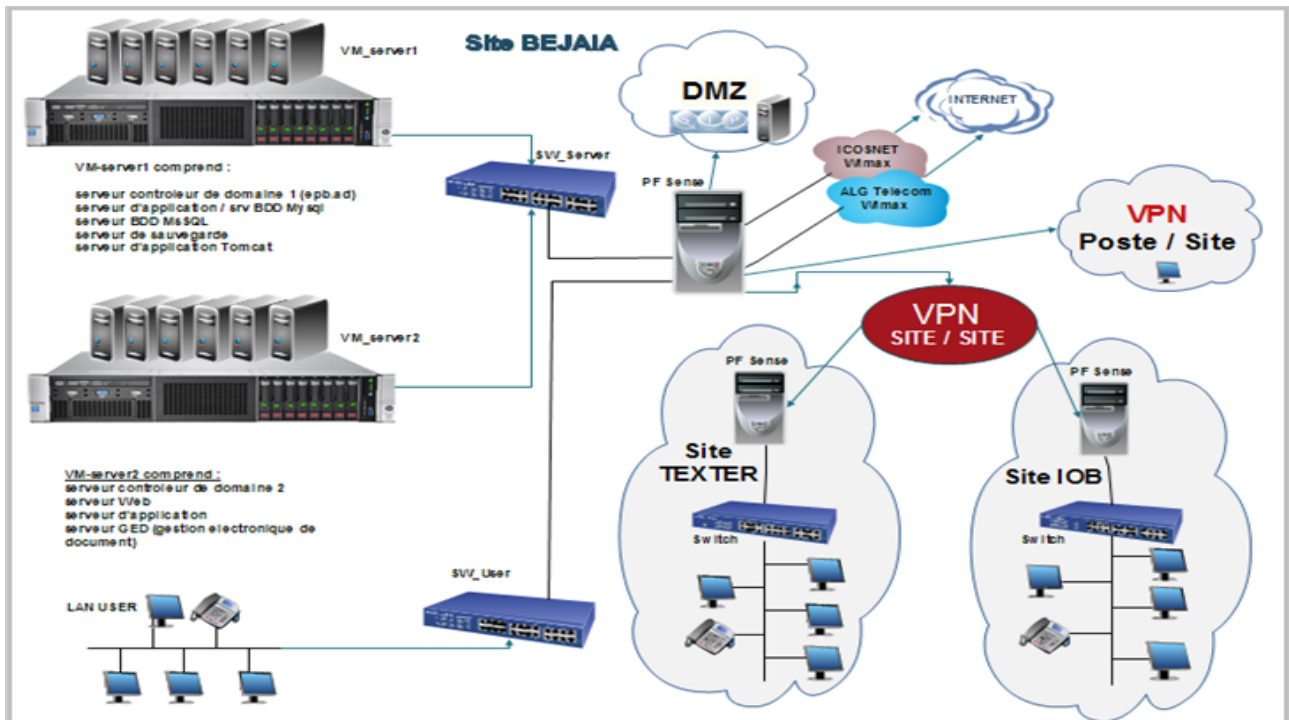 Site BEJAIA
VM_server1
VM-server1 comprend :
serveur controleur de domaine 1 (epb.ad)
serveur d'application / srv BDD Mysql
serveur BDD MsSQL
serveur de sauvegarde
serveur d'application Tomcat
SW_Server
DMZ
PF Sense
INTERNET
ICOSNET
Wimax
ALG Telecom
Wimax
VPN
Poste / Site
VM_server2
VM-server2 comprend :
serveur controleur de domaine 2
serveur Web
serveur d'application
serveur GED (gestion electronique de
document)
VPN
SITE / SITE
PF Sense
Site
TEXTER
Switch
PF Sense
Site IOB
Switch
SW_User
LAN USER